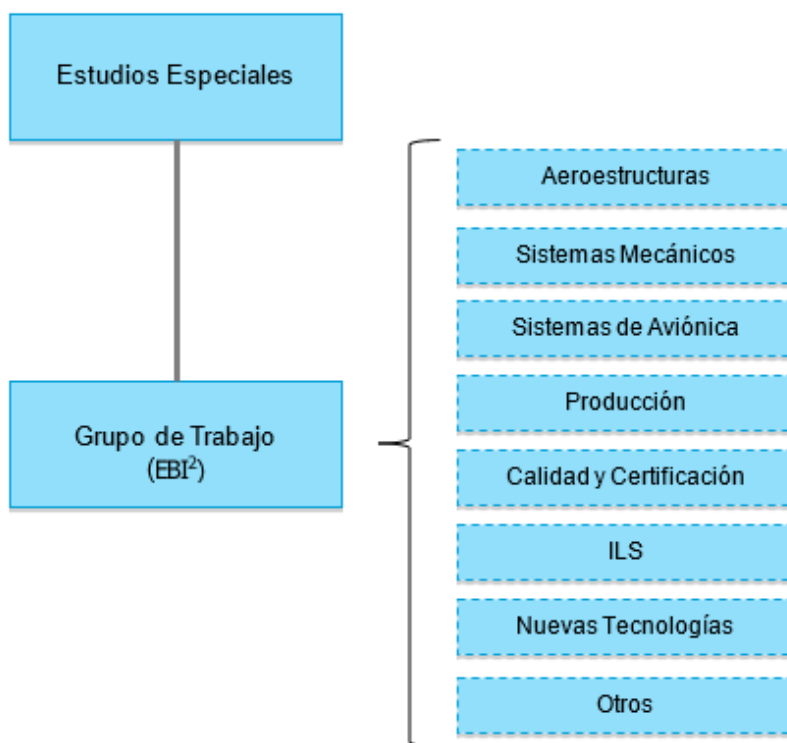 Estudios Especiales
Grupo de Trabajo
(EBI²)
Aeroestructuras
Sistemas Mecánicos
Sistemas de Aviónica
Producción
Calidad y Certificación
ILS
Nuevas Tecnologías
Otros